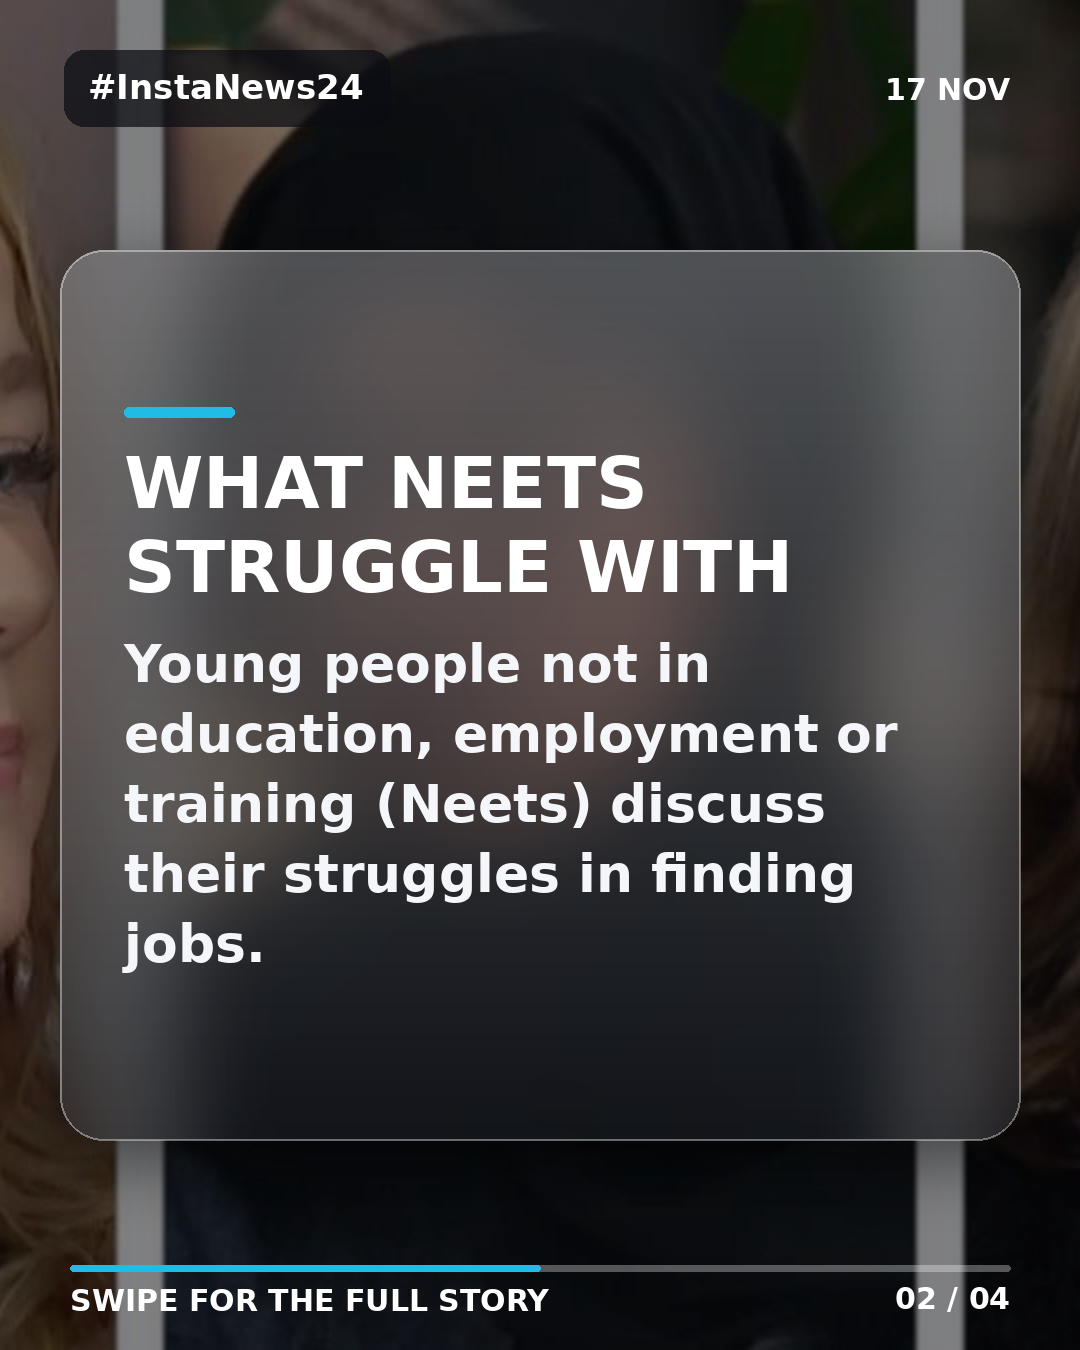 #InstaNews24
17 NOV
WHAT NEETS
STRUGGLE WITH
Young people not in
education, employment or
training (Neets) discuss
their struggles in finding
jobs.
SWIPE FOR THE FULL STORY
02 / 04